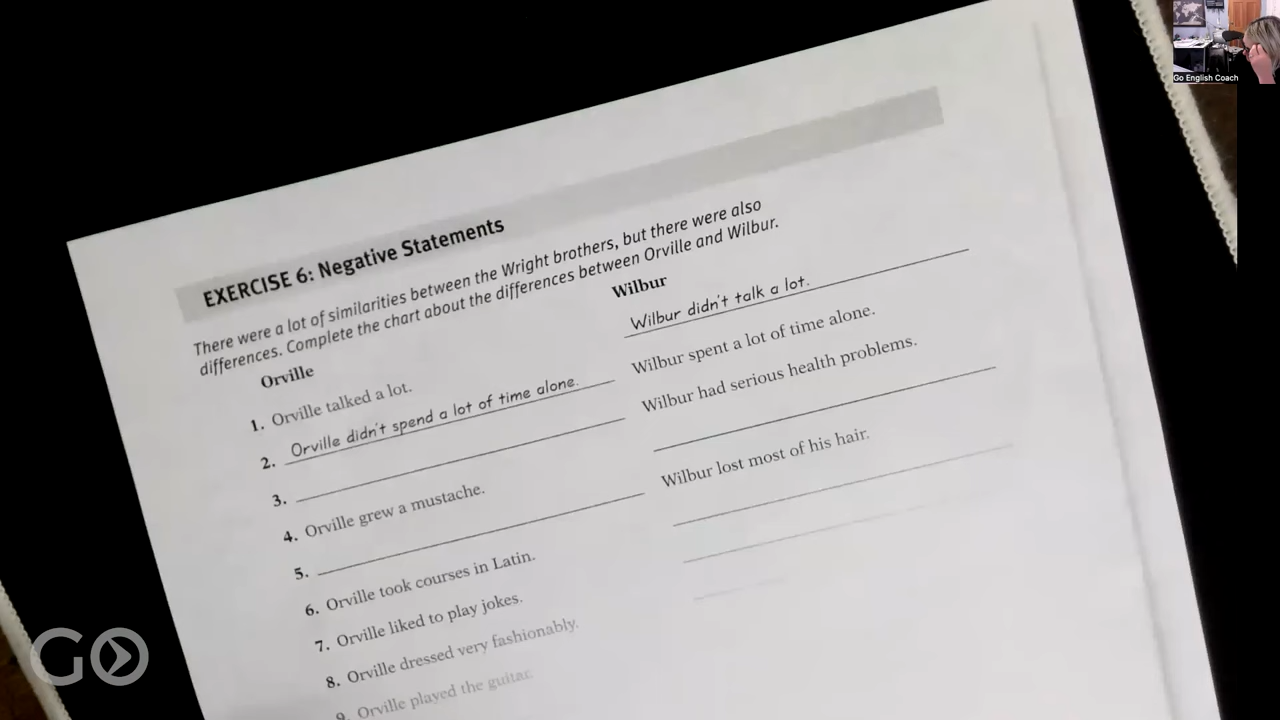 Go English Coach
EXERCISE 6: Negative Statements
There were a lot of similarities between the Wright brothers, but there were also
differences. Complete the chart about the differences between Orville and Wilbur.
Orville
Wilbur
1. Orville talked a lot.
Wilbur didn't talk a lot.
2. Orville didn't spend a lot of time alone.
Wilbur spent a lot of time alone.
3.
Wilbur had serious health problems.
4. Orville grew a mustache.
5.
Wilbur lost most of his hair.
6. Orville took courses in Latin.
7. Orville liked to play jokes.
8. Orville dressed very fashionably.
9. Orville played the guitar.
GO